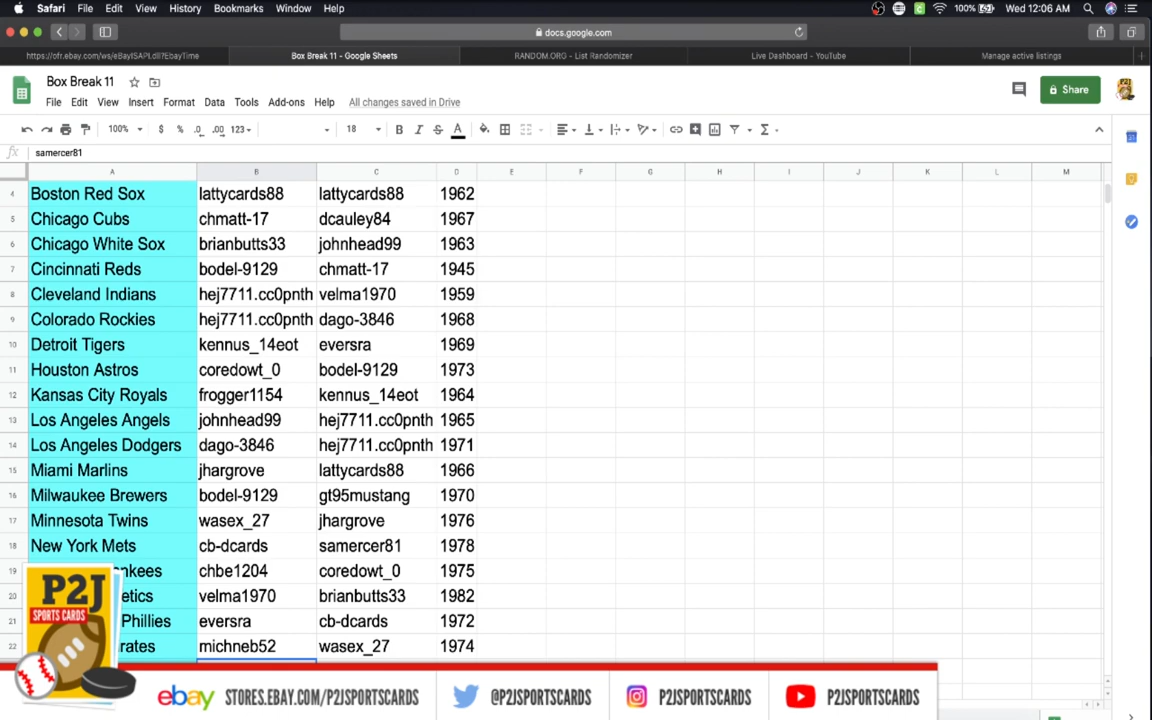 Safari File Edit View History Bookmarks Window Help 100% Wed 12:06 AM
docs.google.com
https://ofr.ebay.com/ws/eBayISAPI.dll?EbayTime Box Break 11 - Google Sheets RANDOM.ORG - List Randomizer Live Dashboard - YouTube Manage active listings
Box Break 11
File Edit View Insert Format Data Tools Add-ons Help All changes saved in Drive
Share
100% $ % .0 .00 123 18 B I S A
fx samercer81
A B C D E F G H I J K L M
4 Boston Red Sox lattycards88 lattycards88 1962
5 Chicago Cubs chmatt-17 dcauley84 1967
6 Chicago White Sox brianbutts33 johnhead99 1963
7 Cincinnati Reds bodel-9129 chmatt-17 1945
8 Cleveland Indians hej7711.cc0pnth velma1970 1959
9 Colorado Rockies hej7711.cc0pnth dago-3846 1968
10 Detroit Tigers kennus_14eot eversra 1969
11 Houston Astros coredowt_0 bodel-9129 1973
12 Kansas City Royals frogger1154 kennus_14eot 1964
13 Los Angeles Angels johnhead99 hej7711.cc0pnth 1965
14 Los Angeles Dodgers dago-3846 hej7711.cc0pnth 1971
15 Miami Marlins jhargrove lattycards88 1966
16 Milwaukee Brewers bodel-9129 gt95mustang 1970
17 Minnesota Twins wasex_27 jhargrove 1976
18 New York Mets cb-dcards samercer81 1978
19 nkees chbe1204 coredowt_0 1975
20 etics velma1970 brianbutts33 1982
21 Phillies eversra cb-dcards 1972
22 rates michneb52 wasex_27 1974
P2J
SPORTS CARDS
ebay STORES.EBAY.COM/P2JSPORTSCARDS @P2JSPORTSCARDS P2JSPORTSCARDS P2JSPORTSCARDS